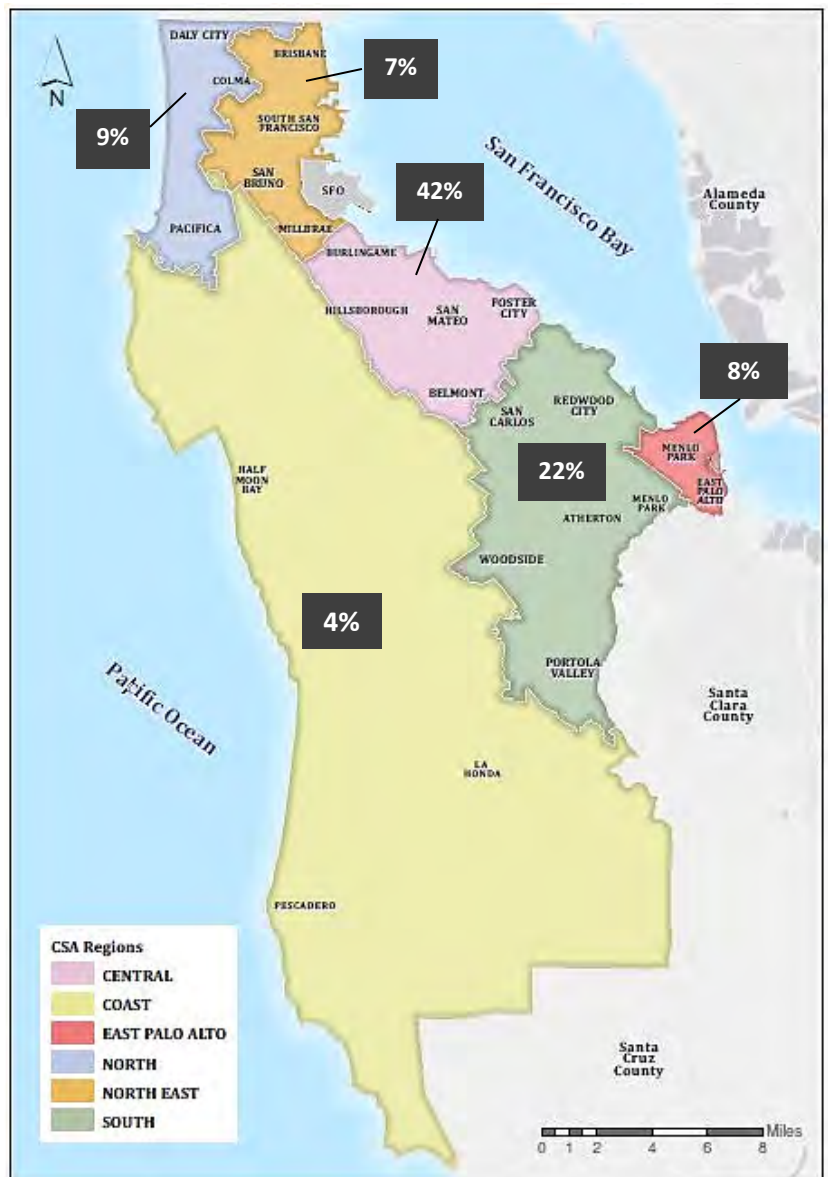 DALY CITY
BRISBANE
7%
COLMA
N
9%
SOUTH SAN
FRANCISCO
San Francisco Bay
SAN
BRUNO
SFO
42%
Alameda
County
PACIFICA
MILLBRAE
BURLINGAME
HILLSBOROUGH
SAN
MATEO
FOSTER
CITY
8%
BELMONT
REDWOOD
CITY
SAN
CARLOS
MENLO
PARK
HALF
MOON
BAY
22%
EAST
PALO
ALTO
MENLO
PARK
ATHERTON
WOODSIDE
4%
PORTOLA
VALLEY
Pacific Ocean
Santa
Clara
County
LA
HONDA
PESCADERO
CSA Regions
CENTRAL
COAST
EAST PALO ALTO
NORTH
NORTH EAST
SOUTH
Santa
Cruz
County
Miles
0 1 2 4 6 8